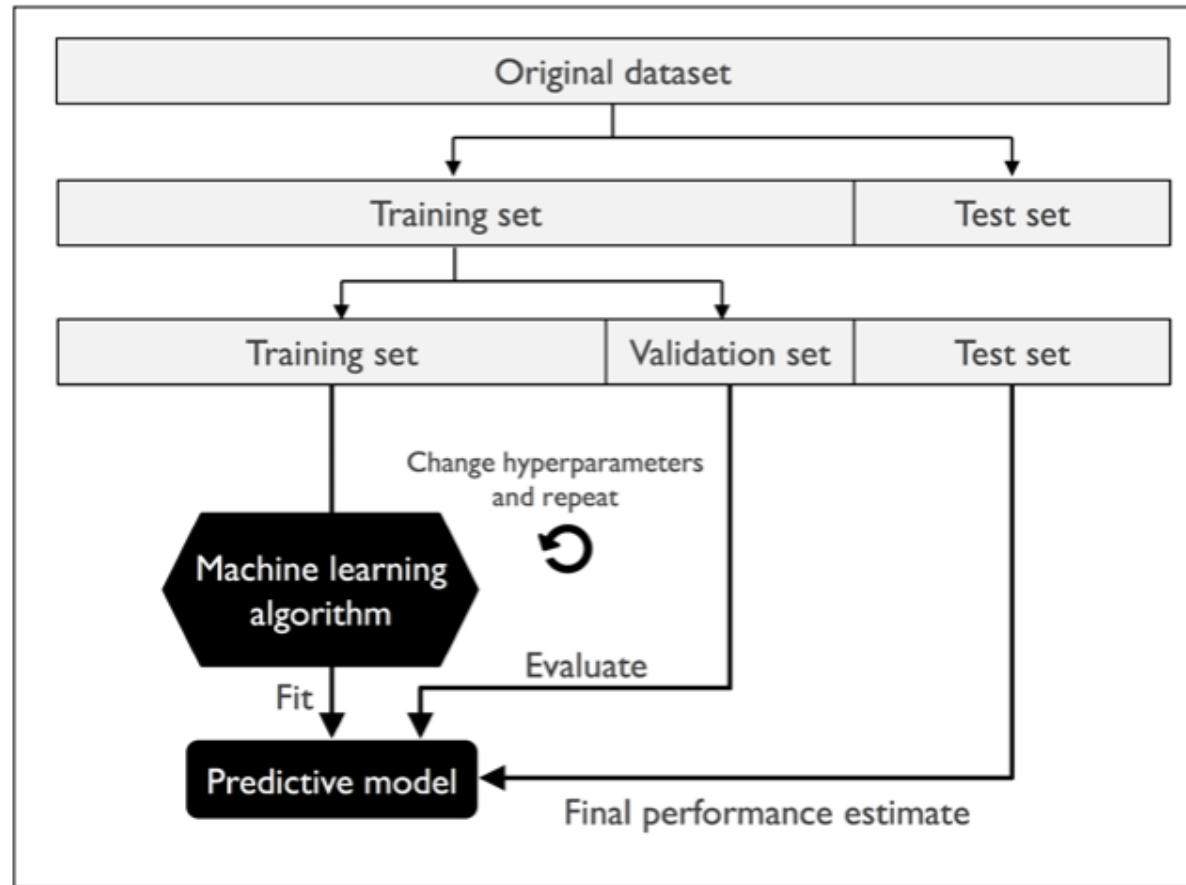 Original dataset
Training set
Test set
Training set
Validation set
Test set
Change hyperparameters
and repeat
Machine learning
algorithm
Evaluate
Fit
Predictive model
Final performance estimate